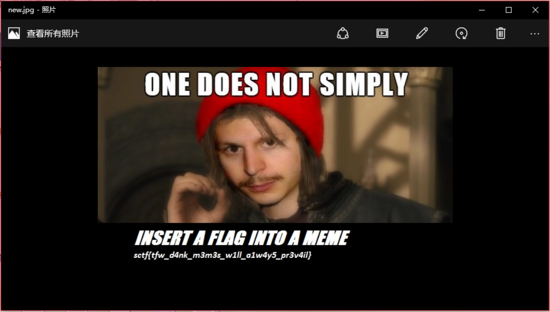 new.jpg - 照片
查看所有照片
ONE DOES NOT SIMPLY
INSERT A FLAG INTO A MEME
sctf{tfw_d4nk_m3m3s_w1ll_a1w4y5_pr3v4il}